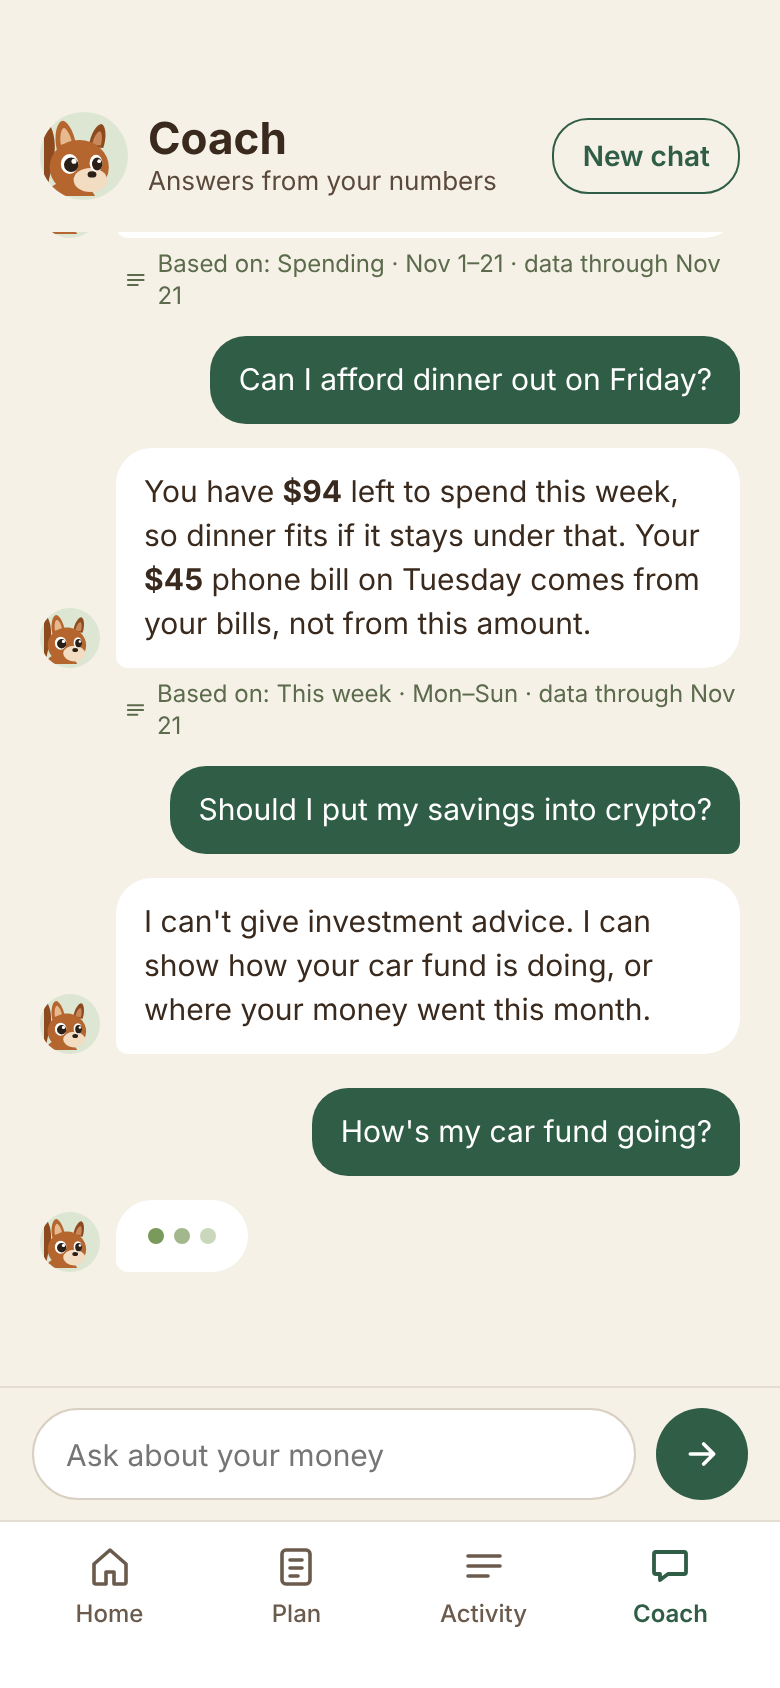 Coach
Answers from your numbers
New chat
Based on: Spending · Nov 1–21 · data through Nov
21
Can I afford dinner out on Friday?
You have $94 left to spend this week,
so dinner fits if it stays under that. Your
$45 phone bill on Tuesday comes from
your bills, not from this amount.
Based on: This week · Mon–Sun · data through Nov
21
Should I put my savings into crypto?
I can't give investment advice. I can
show how your car fund is doing, or
where your money went this month.
How's my car fund going?
Ask about your money
Home
Plan
Activity
Coach